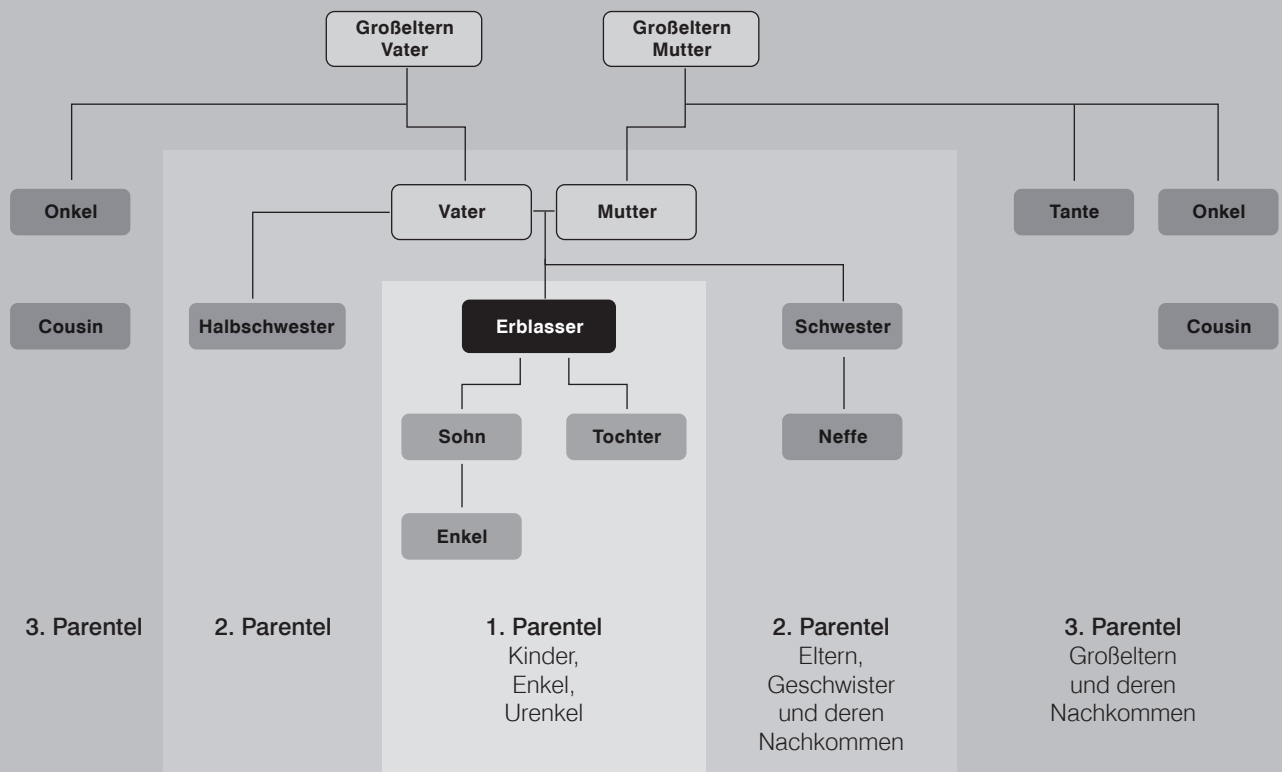 Großeltern
Vater
Großeltern
Mutter
Onkel
Vater
Mutter
Tante
Onkel
Cousin
Halbschwester
Erblasser
Schwester
Cousin
Sohn
Tochter
Neffe
Enkel
3. Parentel
2. Parentel
1. Parentel
Kinder,
Enkel,
Urenkel
2. Parentel
Eltern,
Geschwister
und deren
Nachkommen
3. Parentel
Großeltern
und deren
Nachkommen